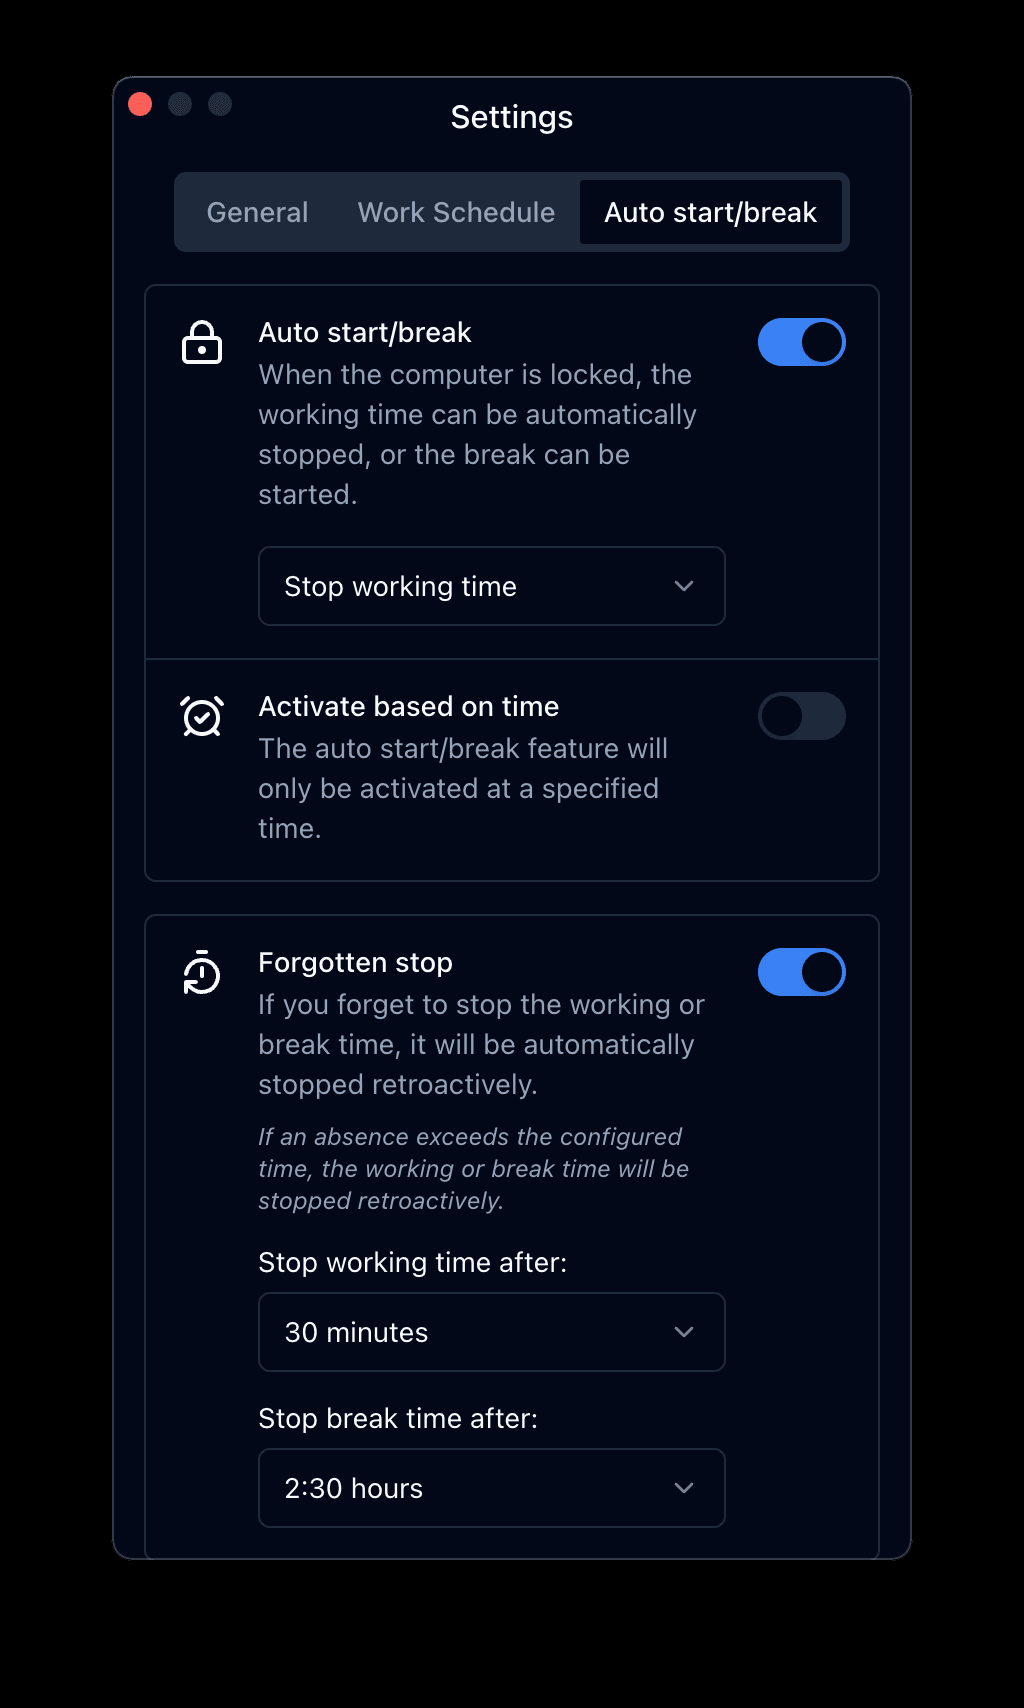 Settings
General Work Schedule Auto start/break
Auto start/break
When the computer is locked, the
working time can be automatically
stopped, or the break can be
started.
Stop working time
Activate based on time
The auto start/break feature will
only be activated at a specified
time.
Forgotten stop
If you forget to stop the working or
break time, it will be automatically
stopped retroactively.
If an absence exceeds the configured
time, the working or break time will be
stopped retroactively.
Stop working time after:
30 minutes
Stop break time after:
2:30 hours